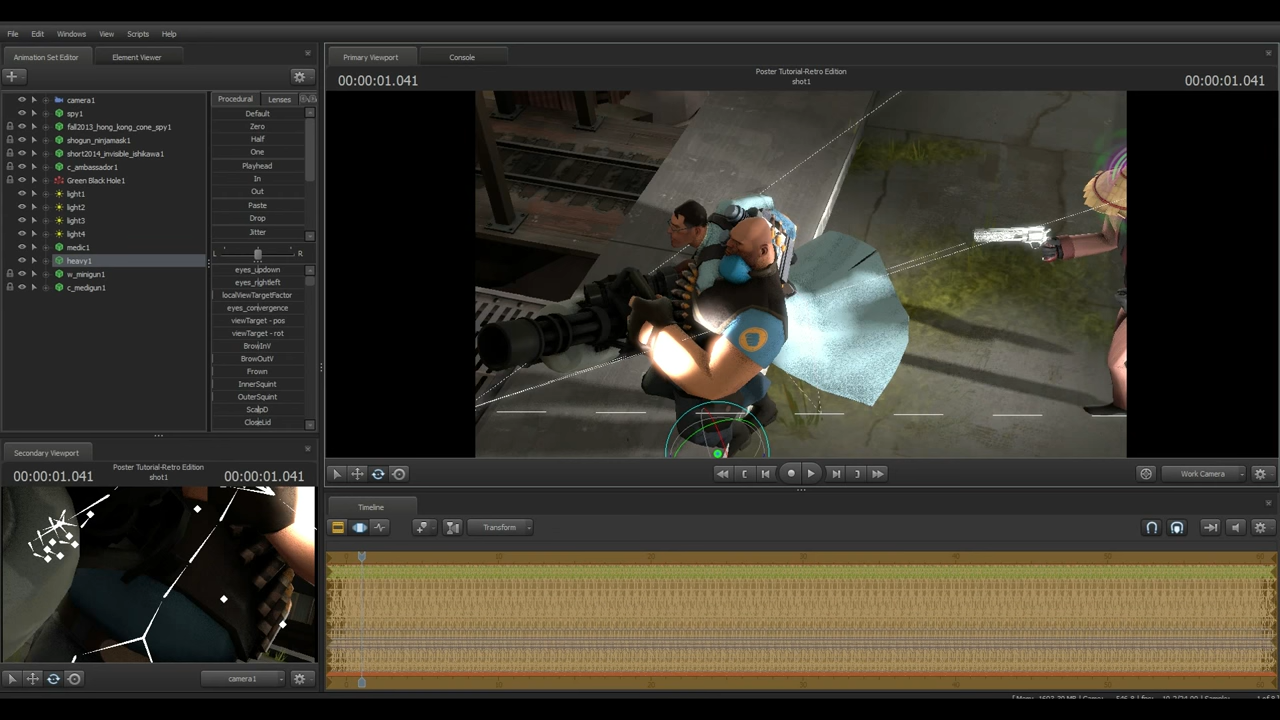 File Edit Windows View Scripts Help
Animation Set Editor Element Viewer
camera1
spy1
fall2013_hong_kong_cone_spy1
shogun_ninjamask1
short2014_invisible_ishikawa1
c_ambassador1
Green Black Hole1
light1
light2
light3
light4
medic1
heavy1
w_minigun1
c_medigun1
Procedural Lenses
Default
Zero
Half
One
Playhead
In
Out
Paste
Drop
Jitter
L R
eyes_updown
eyes_rightleft
localViewTargetFactor
eyes_convergence
viewTarget - pos
viewTarget - rot
BrowInV
BrowOutV
Frown
InnerSquint
OuterSquint
ScalpD
CloseLid
Primary Viewport Console
00:00:01.041
Poster Tutorial-Retro Edition
shot1
00:00:01.041
Work Camera
Secondary Viewport
00:00:01.041
Poster Tutorial-Retro Edition
shot1
00:00:01.041
camera1
Timeline
Transform